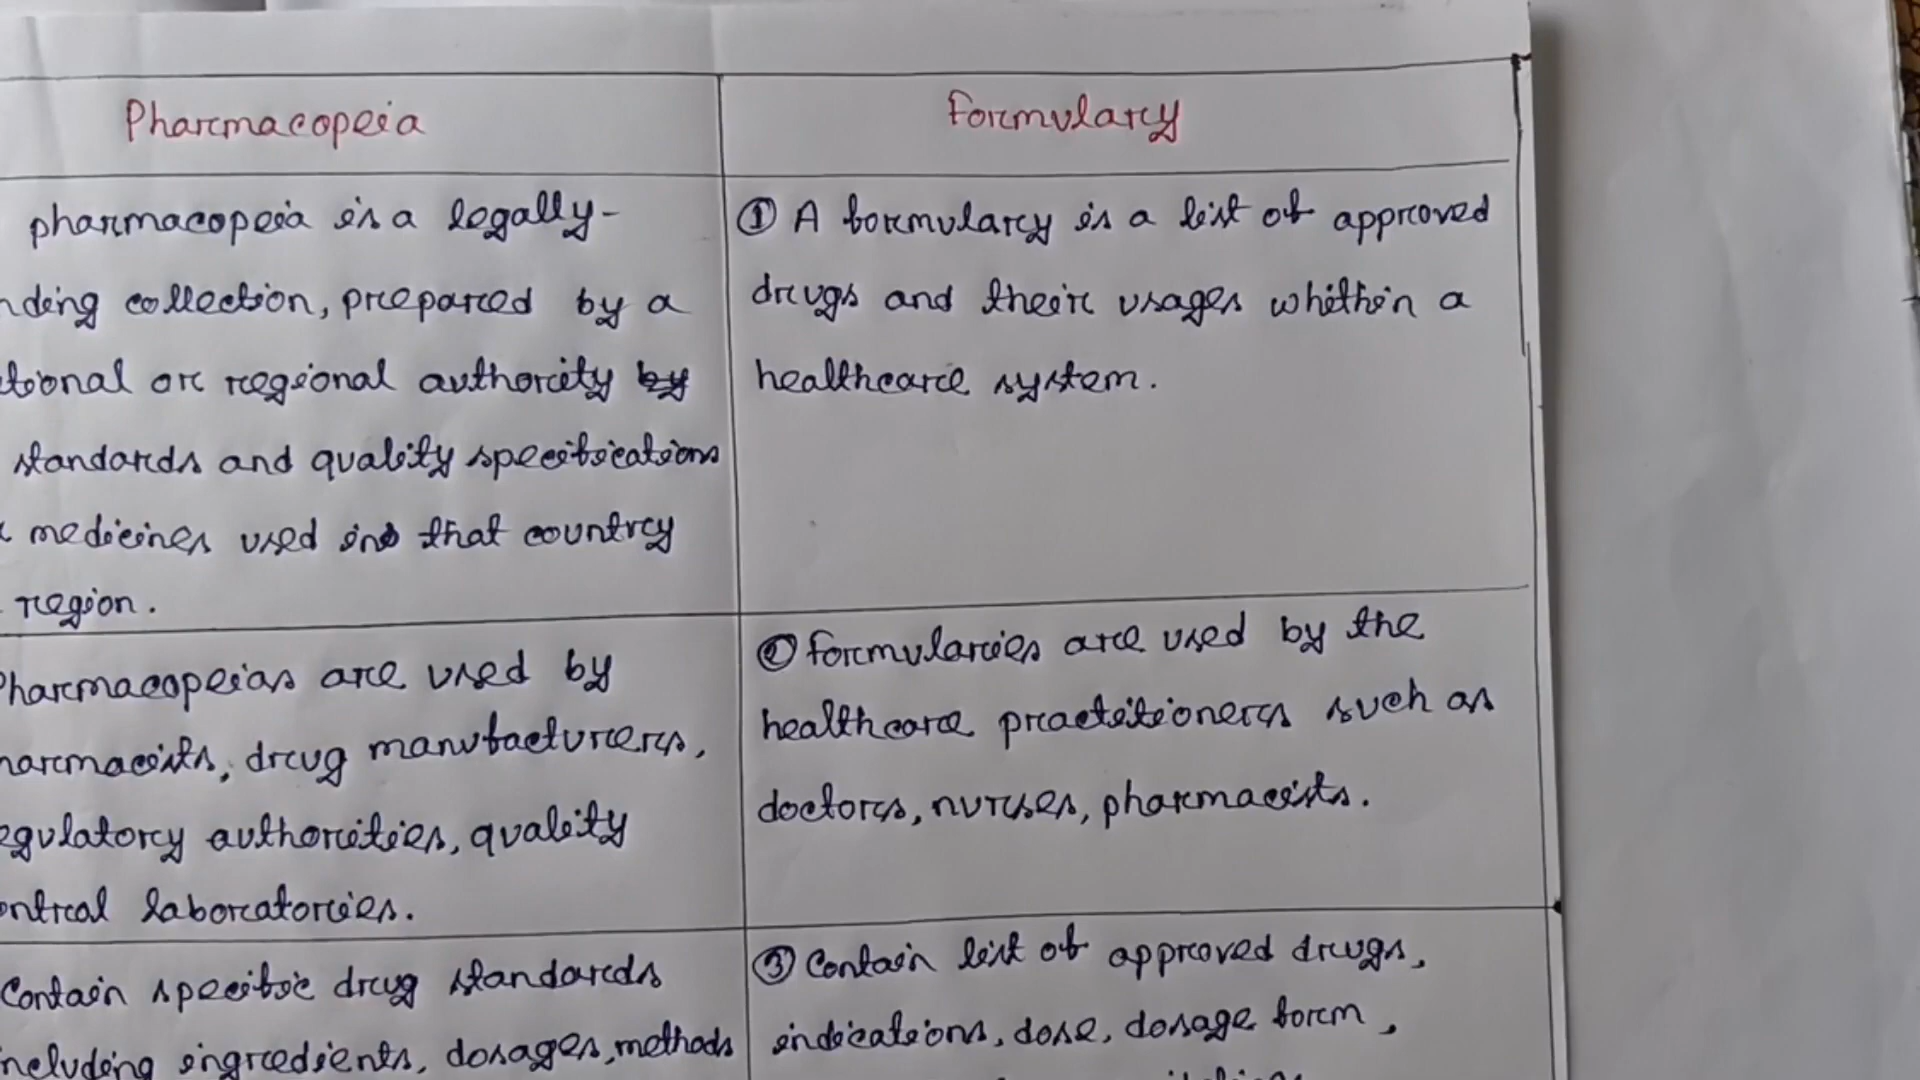 Pharmacopeia
pharmacopeia is a legally-
nding collection, prepared by a
tional or regional authority by
standards and quality specifications
medicines used in that country
region.
Pharmacopeias are used by
harmacists, drug manufacturers,
egulatory authorities, quality
ontrol laboratories.
Contain specific drug standards
including ingredients, dosages, methods
Formulary
① A formulary is a list of approved
drugs and their usages whithin a
healthcare system.
② Formularies are used by the
healthcare practitioners such as
doctors, nurses, pharmacists.
③ Contain list of approved drugs,
indications, dose, dosage form,